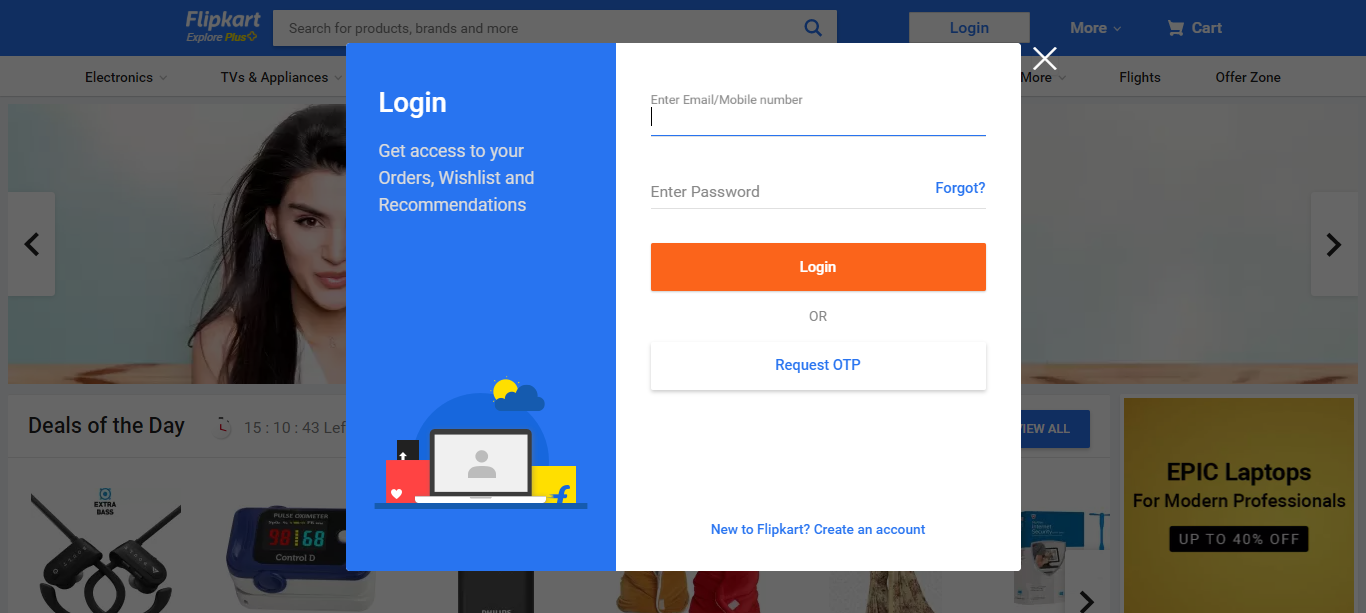 Flipkart
Explore Plus
Search for products, brands and more
Login
More
Cart
Electronics
TVs & Appliances
More
Flights
Offer Zone
Login
Get access to your
Orders, Wishlist and
Recommendations
Enter Email/Mobile number
Enter Password
Forgot?
Login
OR
Request OTP
New to Flipkart? Create an account
Deals of the Day
15 : 10 : 43 Lef
VIEW ALL
EXTRA
BASS
PULSE OXIMETER
98 68
Control D
PHILIPS
Internet
Security
EPIC Laptops
For Modern Professionals
UP TO 40% OFF